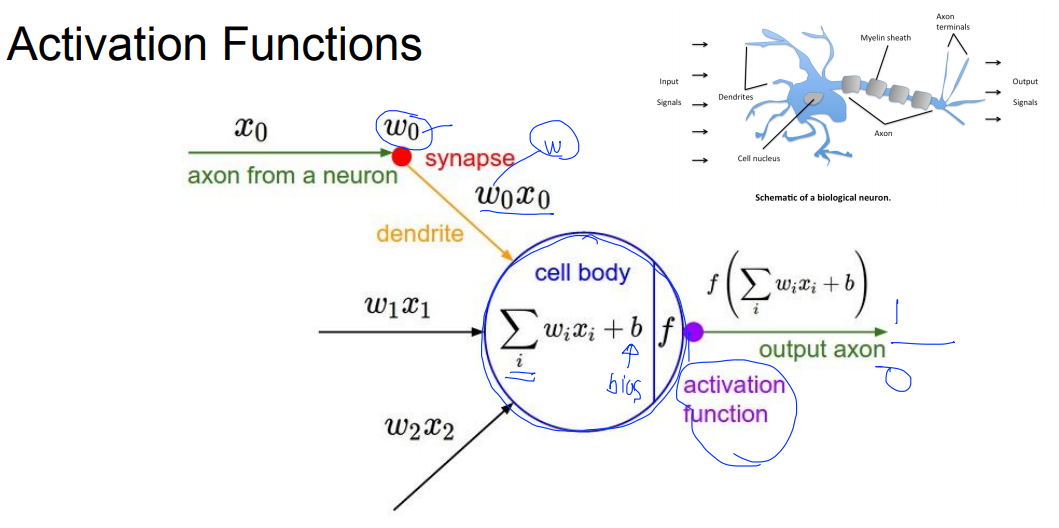 Activation Functions
Axon terminals
Myelin sheath
Input Signals
Dendrites
Output Signals
Axon
Cell nucleus
Schematic of a biological neuron.
x₀
w₀
synapse
w
axon from a neuron
w₀x₀
dendrite
cell body
f(∑ᵢ wᵢxᵢ + b)
w₁x₁
∑ᵢ wᵢxᵢ + b
f
1
output axon
0
bias
activation function
w₂x₂